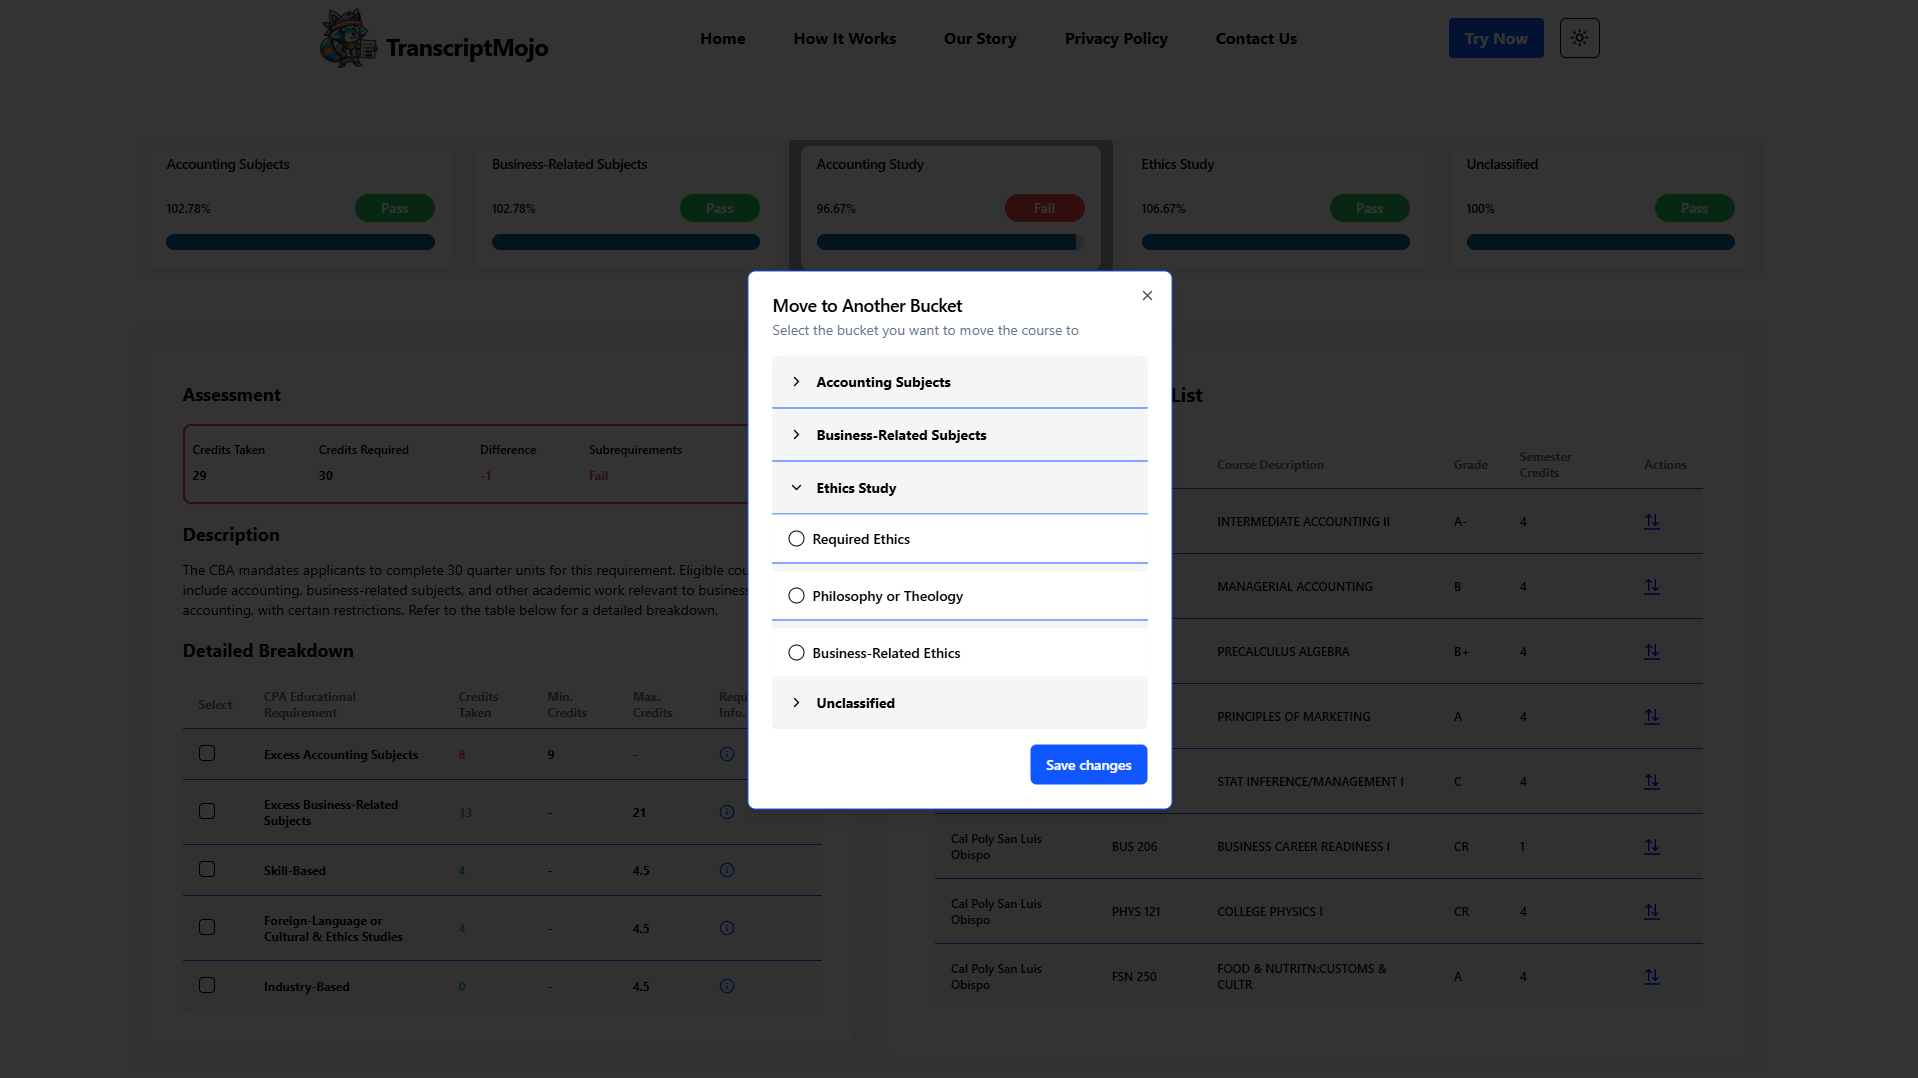 TranscriptMojo
Home
How It Works
Our Story
Privacy Policy
Contact Us
Try Now
Accounting Subjects
102.78%
Pass
Business-Related Subjects
102.78%
Pass
Accounting Study
96.67%
Fail
Ethics Study
106.67%
Pass
Unclassified
100%
Pass
Assessment
Credits Taken
Credits Required
Difference
Subrequirements
29
30
-1
Fail
Description
The CBA mandates applicants to complete 30 quarter units for this requirement. Eligible cou
include accounting, business-related subjects, and other academic work relevant to business
accounting, with certain restrictions. Refer to the table below for a detailed breakdown.
Detailed Breakdown
Select
CPA Educational
Requirement
Credits
Taken
Min.
Credits
Max.
Credits
Requ
Info.
Excess Accounting Subjects
8
9
-
Excess Business-Related
Subjects
13
-
21
Skill-Based
4
-
4.5
Foreign-Language or
Cultural & Ethics Studies
4
-
4.5
Industry-Based
0
-
4.5
Move to Another Bucket
Select the bucket you want to move the course to
Accounting Subjects
Business-Related Subjects
Ethics Study
Required Ethics
Philosophy or Theology
Business-Related Ethics
Unclassified
Save changes
List
Course Description
Grade
Semester
Credits
Actions
INTERMEDIATE ACCOUNTING II
A-
4
MANAGERIAL ACCOUNTING
B
4
PRECALCULUS ALGEBRA
B+
4
PRINCIPLES OF MARKETING
A
4
STAT INFERENCE/MANAGEMENT I
C
4
Cal Poly San Luis
Obispo
BUS 206
BUSINESS CAREER READINESS I
CR
1
Cal Poly San Luis
Obispo
PHYS 121
COLLEGE PHYSICS I
CR
4
Cal Poly San Luis
Obispo
FSN 250
FOOD & NUTRITN:CUSTOMS &
CULTR
A
4